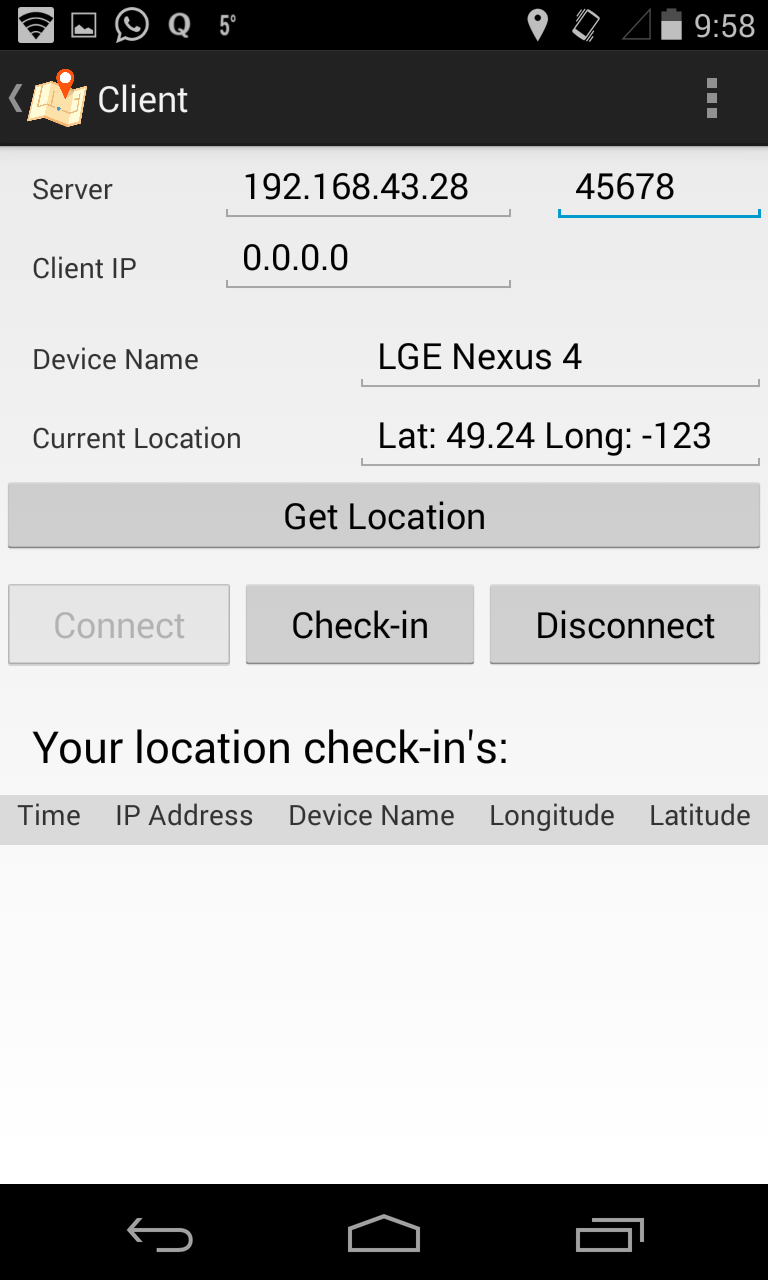 Q 5° 9:58
Client
Server 192.168.43.28 45678
Client IP 0.0.0.0
Device Name LGE Nexus 4
Current Location Lat: 49.24 Long: -123
Get Location
Connect Check-in Disconnect
Your location check-in's:
Time IP Address Device Name Longitude Latitude